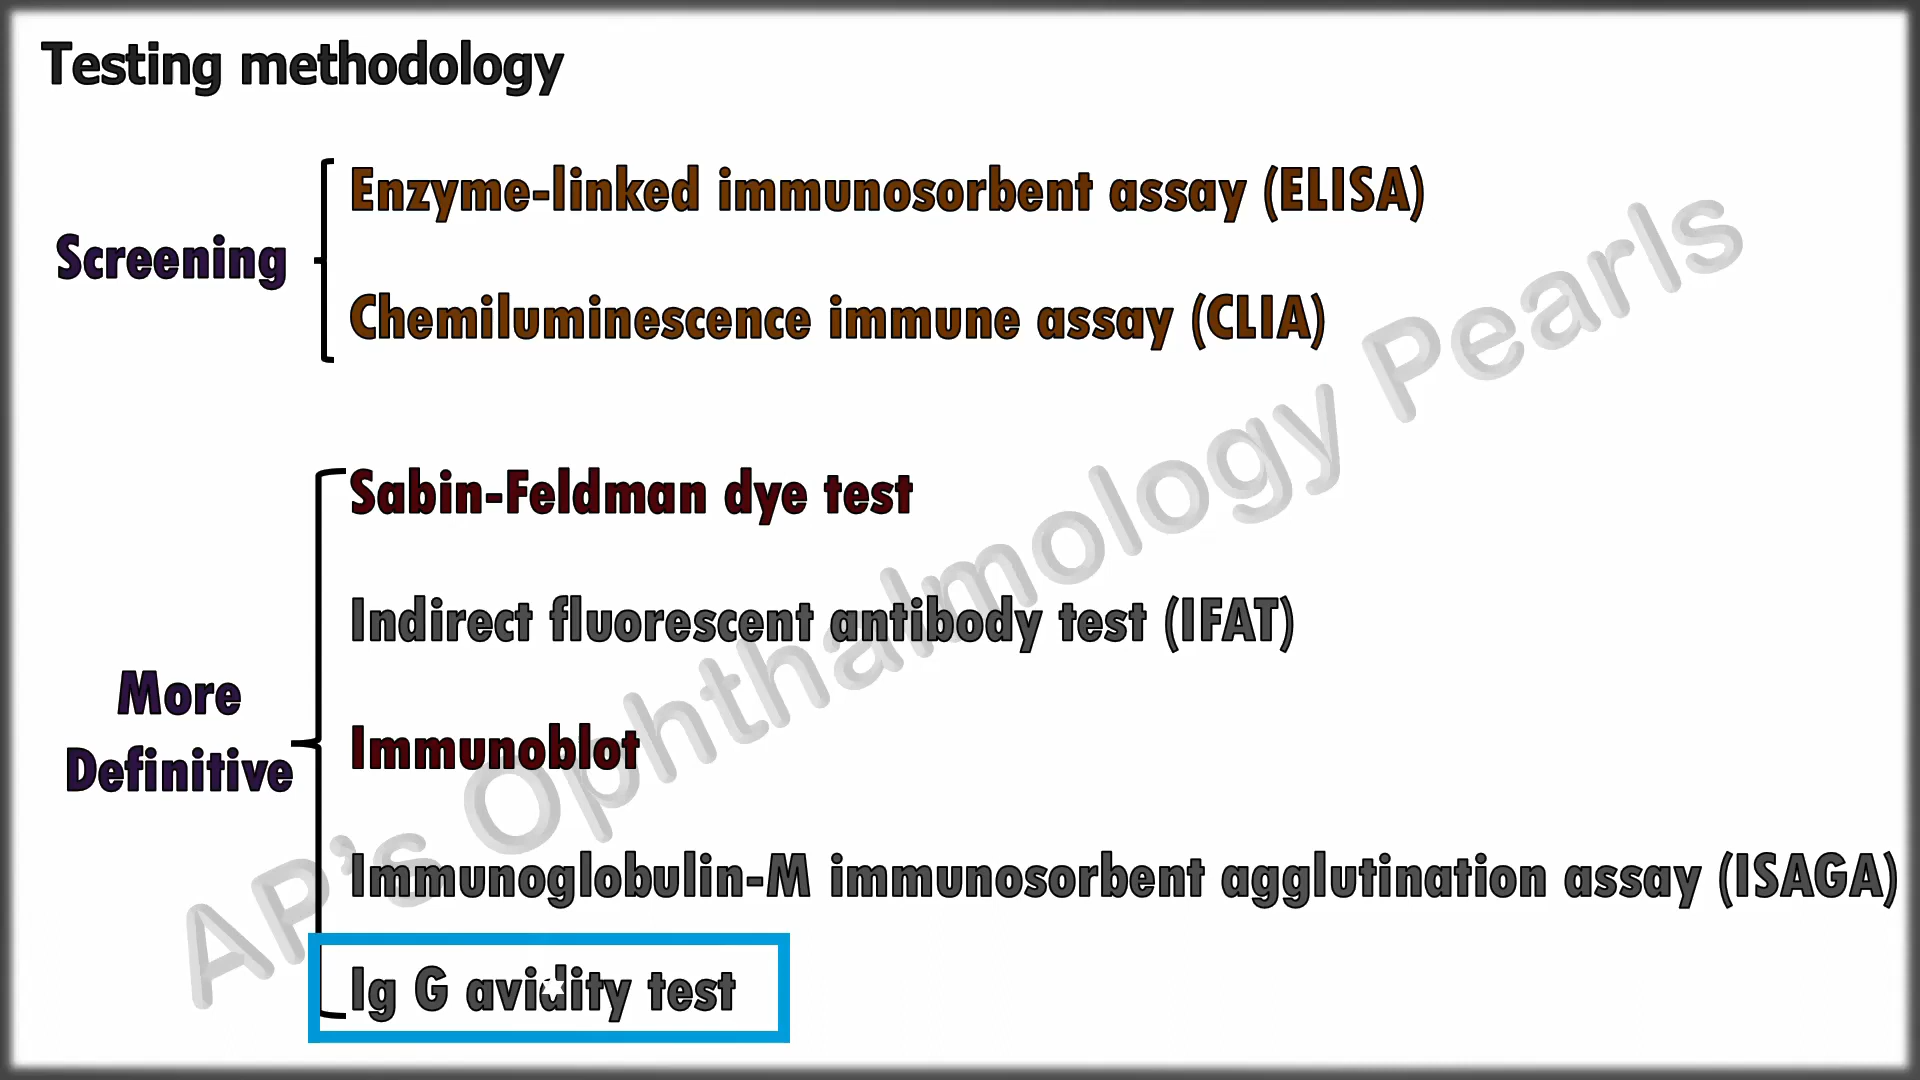 Testing methodology
Enzyme-linked immunosorbent assay (ELISA)
Screening
Chemiluminescence immune assay (CLIA)
Sabin-Feldman dye test
Indirect fluorescent antibody test (IFAT)
More
Definitive
Immunoblot
Immunoglobulin-M immunosorbent agglutination assay (ISAGA)
Ig G avidity test
AP's Ophthalmology Pearls